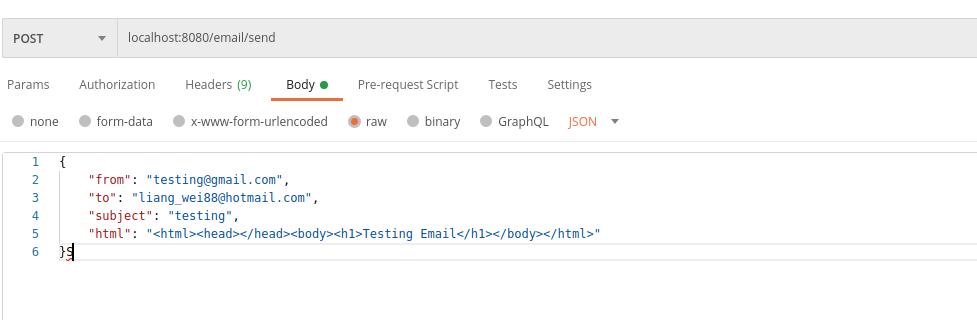 POST localhost:8080/email/send
Params Authorization Headers (9) Body Pre-request Script Tests Settings
none form-data x-www-form-urlencoded raw binary GraphQL JSON
1 {
2 "from": "testing@gmail.com",
3 "to": "liang_wei88@hotmail.com",
4 "subject": "testing",
5 "html": "<html><head></head><body><h1>Testing Email</h1></body></html>"
6 }S